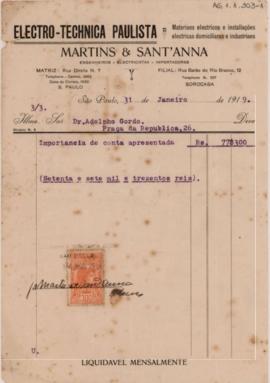 AG.1.1.303-1
ELECTRO-TECHNICA PAULISTA:
Materiaes electricos e installações
electricas domiciliares e industriaes
MARTINS & SANT'ANNA
ENGENHEIROS - ELECTRICISTAS - IMPORTADORES
MATRIZ: Rua Direita N. 7
FILIAL: Rua Barão do Rio Branco, 12
S. PAULO
SOROCABA
São Paulo, 31 de Janeiro de 1919.
3/3.
Illmo. Snr. Dr. Adolpho Gordo. Deve
Praça da Republica, 26.
Importancia de conta apresentada Rs. 77$300
(Setenta e sete mil e trezentos reis)
U.
LIQUIDAVEL MENSALMENTE